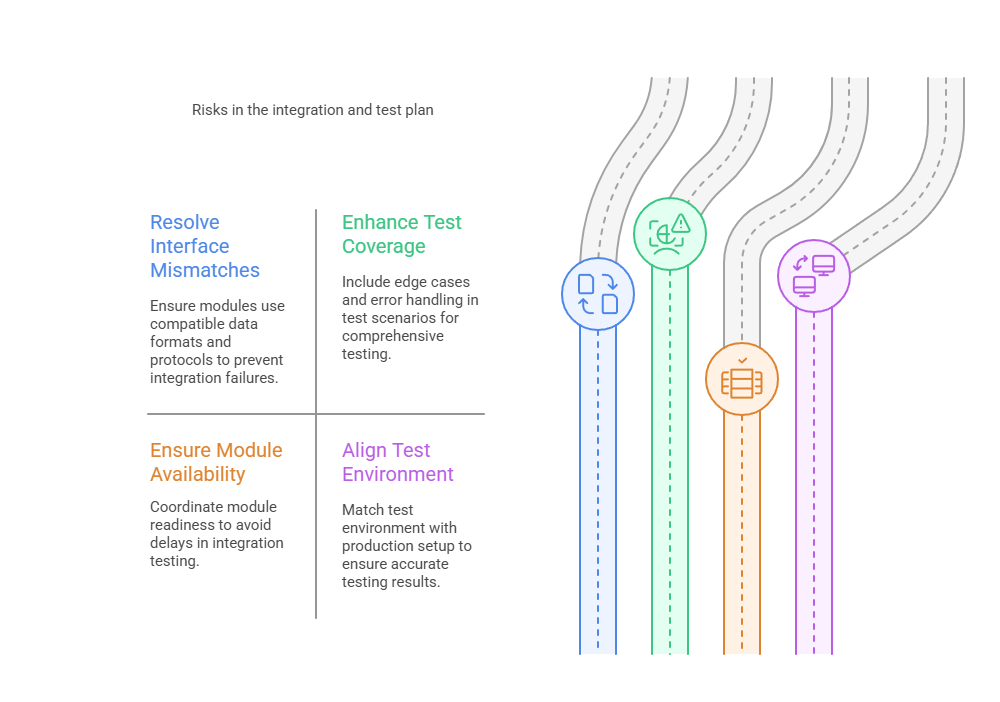 Risks in the integration and test plan
Resolve
Interface
Mismatches
Ensure modules use
compatible data
formats and
protocols to prevent
integration failures.
Enhance Test
Coverage
Include edge cases
and error handling in
test scenarios for
comprehensive
testing.
Ensure Module
Availability
Coordinate module
readiness to avoid
delays in integration
testing.
Align Test
Environment
Match test
environment with
production setup to
ensure accurate
testing results.